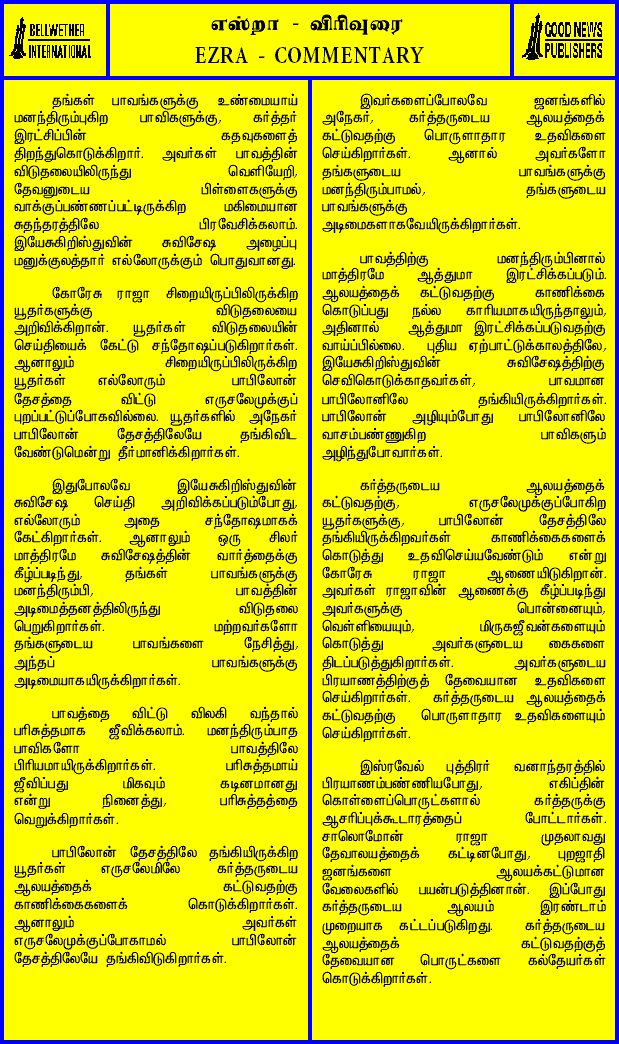 BELLWETHER
INTERNATIONAL
எஸ்றா - விரிவுரை
EZRA - COMMENTARY
GOOD NEWS
PUBLISHERS
தங்கள் பாவங்களுக்கு உண்மையாய்
மனந்திரும்புகிற பாவிகளுக்கு, கர்த்தர்
இரட்சிப்பின் கதவுகளைத்
திறந்துகொடுக்கிறார். அவர்கள் பாவத்தின்
விடுதலையிலிருந்து வெளியேறி,
தேவனுடைய பிள்ளைகளுக்கு
வாக்குப்பண்ணப்பட்டிருக்கிற மகிமையான
சுதந்தரத்திலே பிரவேசிக்கலாம்.
இயேசுகிறிஸ்துவின் சுவிசேஷ அழைப்பு
மனுக்குலத்தார் எல்லோருக்கும் பொதுவானது.
கோரேசு ராஜா சிறையிருப்பிலிருக்கிற
யூதர்களுக்கு விடுதலையை
அறிவிக்கிறான். யூதர்கள் விடுதலையின்
செய்தியைக் கேட்டு சந்தோஷப்படுகிறார்கள்.
ஆனாலும் சிறையிருப்பிலிருக்கிற
யூதர்கள் எல்லோரும் பாபிலோன்
தேசத்தை விட்டு எருசலேமுக்குப்
புறப்பட்டுப்போகவில்லை. யூதர்களில் அநேகர்
பாபிலோன் தேசத்திலேயே தங்கிவிட
வேண்டுமென்று தீர்மானிக்கிறார்கள்.
இதுபோலவே இயேசுகிறிஸ்துவின்
சுவிசேஷ செய்தி அறிவிக்கப்படும்போது,
எல்லோரும் அதை சந்தோஷமாகக்
கேட்கிறார்கள். ஆனாலும் ஒரு சிலர்
மாத்திரமே சுவிசேஷத்தின் வார்த்தைக்கு
கீழ்ப்படிந்து, தங்கள் பாவங்களுக்கு
மனந்திரும்பி, பாவத்தின்
அடிமைத்தனத்திலிருந்து விடுதலை
பெறுகிறார்கள். மற்றவர்களோ
தங்களுடைய பாவங்களை நேசித்து,
அந்தப் பாவங்களுக்கு
அடிமையாகயிருக்கிறார்கள்.
பாவத்தை விட்டு விலகி வந்தால்
பரிசுத்தமாக ஜீவிக்கலாம். மனந்திரும்பாத
பாவிகளோ பாவத்திலே
பிரியமாயிருக்கிறார்கள். பரிசுத்தமாய்
ஜீவிப்பது மிகவும் கடினமானது
என்று நினைத்து, பரிசுத்தத்தை
வெறுக்கிறார்கள்.
பாபிலோன் தேசத்திலே தங்கியிருக்கிற
யூதர்கள் எருசலேமிலே கர்த்தருடைய
ஆலயத்தைக் கட்டுவதற்கு
காணிக்கைகளைக் கொடுக்கிறார்கள்.
ஆனாலும் அவர்கள்
எருசலேமுக்குப்போகாமல் பாபிலோன்
தேசத்திலேயே தங்கிவிடுகிறார்கள்.
இவர்களைப்போலவே ஜனங்களில்
அநேகர், கர்த்தருடைய ஆலயத்தைக்
கட்டுவதற்கு பொருளாதார உதவிகளை
செய்கிறார்கள். ஆனால் அவர்களோ
தங்களுடைய பாவங்களுக்கு
மனந்திரும்பாமல், தங்களுடைய
பாவங்களுக்கு
அடிமைகளாகவேயிருக்கிறார்கள்.
பாவத்திற்கு மனந்திரும்பினால்
மாத்திரமே ஆத்துமா இரட்சிக்கப்படும்.
ஆலயத்தைக் கட்டுவதற்கு காணிக்கை
கொடுப்பது நல்ல காரியமாகயிருந்தாலும்,
அதினால் ஆத்துமா இரட்சிக்கப்படுவதற்கு
வாய்ப்பில்லை. புதிய ஏற்பாட்டுக்காலத்திலே,
இயேசுகிறிஸ்துவின் சுவிசேஷத்திற்கு
செவிகொடுக்காதவர்கள், பாவமான
பாபிலோனிலே தங்கியிருக்கிறார்கள்.
பாபிலோன் அழியும்போது பாபிலோனிலே
வாசம்பண்ணுகிற பாவிகளும்
அழிந்துபோவார்கள்.
கர்த்தருடைய ஆலயத்தைக்
கட்டுவதற்கு, எருசலேமுக்குப்போகிற
யூதர்களுக்கு, பாபிலோன் தேசத்திலே
தங்கியிருக்கிறவர்கள் காணிக்கைகளைக்
கொடுத்து உதவிசெய்யவேண்டும் என்று
கோரேசு ராஜா ஆணையிடுகிறான்.
அவர்கள் ராஜாவின் ஆணைக்கு கீழ்ப்படிந்து
அவர்களுக்கு பொன்னையும்,
வெள்ளியையும், மிருகஜீவன்களையும்
கொடுத்து அவர்களுடைய கைகளை
திடப்படுத்துகிறார்கள். அவர்களுடைய
பிரயாணத்திற்குத் தேவையான உதவிகளை
செய்கிறார்கள். கர்த்தருடைய ஆலயத்தைக்
கட்டுவதற்கு பொருளாதார உதவிகளையும்
செய்கிறார்கள்.
இஸ்ரவேல் புத்திரர் வனாந்தரத்தில்
பிரயாணம்பண்ணியபோது, எகிப்தின்
கொள்ளைப்பொருட்களால் கர்த்தருக்கு
ஆசரிப்புக்கூடாரத்தைப் போட்டார்கள்.
சாலொமோன் ராஜா முதலாவது
தேவாலயத்தைக் கட்டினபோது, புறஜாதி
ஜனங்களை ஆலயக்கட்டுமான
வேலைகளில் பயன்படுத்தினான். இப்போது
கர்த்தருடைய ஆலயம் இரண்டாம்
முறையாக கட்டப்படுகிறது. கர்த்தருடைய
ஆலயத்தைக் கட்டுவதற்குத்
தேவையான பொருட்களை கல்தேயர்கள்
கொடுக்கிறார்கள்.